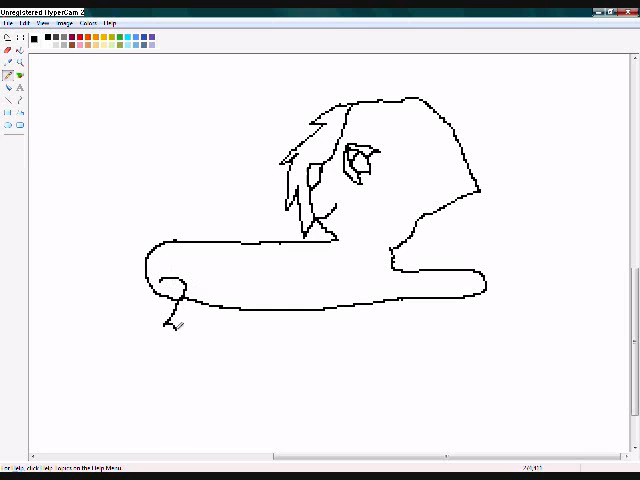 Unregistered HyperCam 2
File Edit View Image Colors Help
For Help, click Help Topics on the Help Menu.